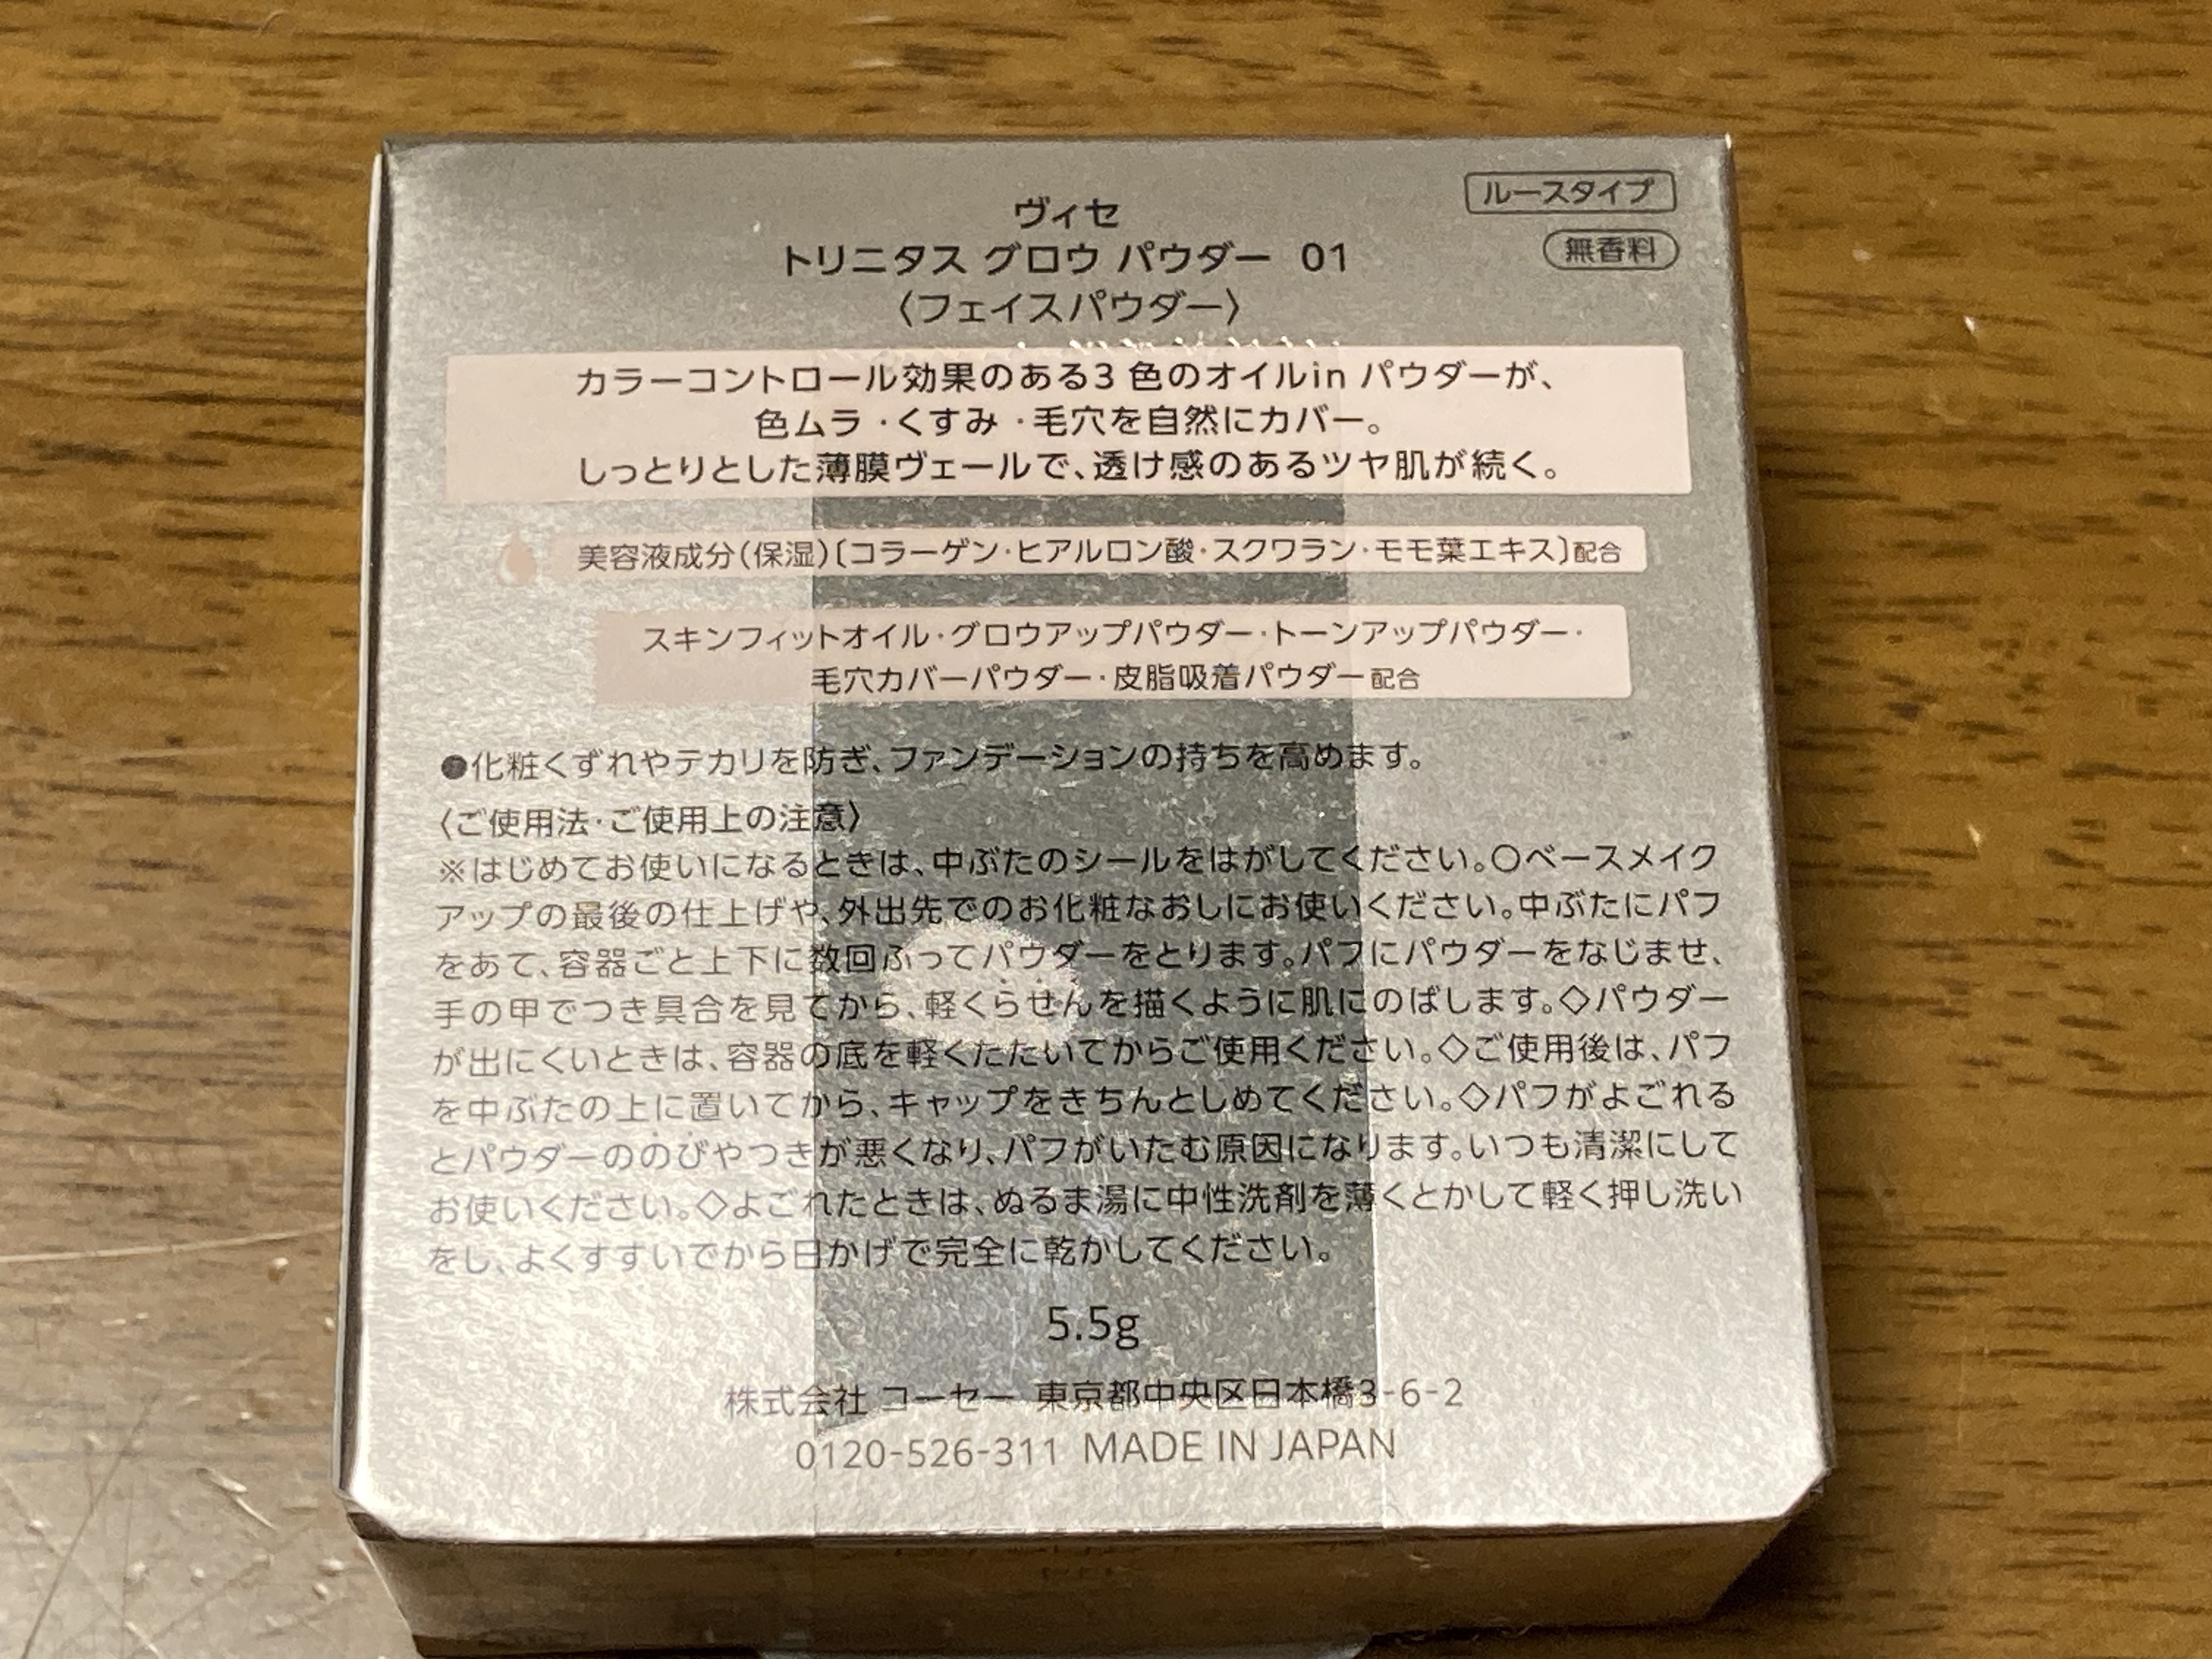 ヴィセ
トリニタス グロウ パウダー 01
〈フェイスパウダー〉
ルースタイプ
無香料
カラーコントロール効果のある3 色のオイルin パウダーが、
色ムラ ・くすみ ・毛穴を自然にカバー。
しっとりとした薄膜ヴェールで、透け感のあるツヤ肌が続く。
美容液成分(保湿)〔コラーゲン・ヒアルロン酸・スクワラン・モモ葉エキス〕配合
スキンフィットオイル・グロウアップパウダー・トーンアップパウダー・
毛穴カバーパウダー・皮脂吸着パウダー配合
●化粧くずれやテカリを防ぎ、ファンデーションの持ちを高めます。
〈ご使用法・ご使用上の注意〉
※はじめてお使いになるときは、中ぶたのシールをはがしてください。○ベースメイク
アップの最後の仕上げや、外出先でのお化粧なおしにお使いください。中ぶたにパフ
をあて、容器ごと上下に数回ふってパウダーをとります。パフにパウダーをなじませ、
手の甲でつき具合を見てから、軽くらせんを描くように肌にのばします。◇パウダー
が出にくいときは、容器の底を軽くたたいてからご使用ください。◇ご使用後は、パフ
を中ぶたの上に置いてから、キャップをきちんとしめてください。◇パフがよごれる
とパウダーののびやつきが悪くなり、パフがいたむ原因になります。いつも清潔にして
お使いください。◇よごれたときは、ぬるま湯に中性洗剤を薄くとかして軽く押し洗い
をし、よくすすいでから日かげで完全に乾かしてください。
5.5g
株式会社 コーセー 東京都中央区日本橋3-6-2
0120-526-311 MADE IN JAPAN